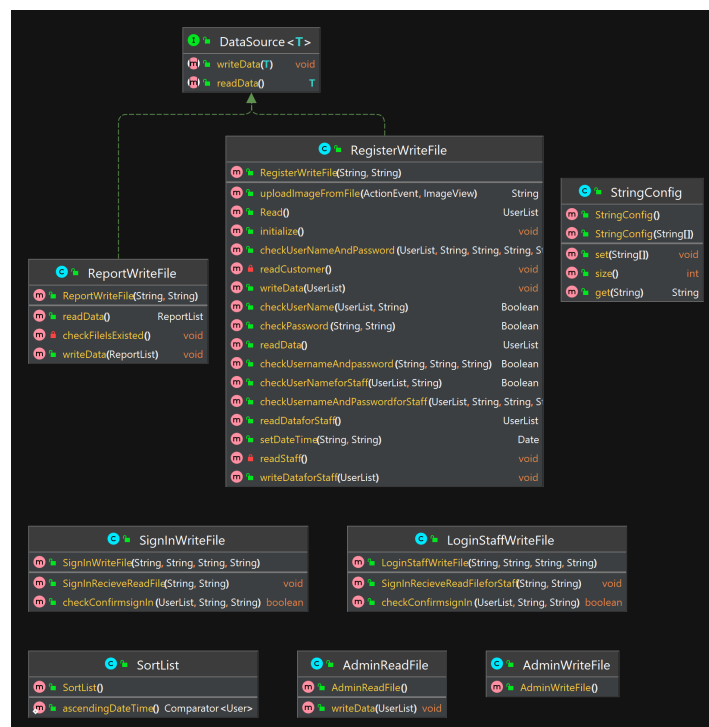 DataSource<T>
writeData(T) void
readData() T
RegisterWriteFile
RegisterWriteFile(String, String)
uploadImageFromFile(ActionEvent, ImageView) String
Read() UserList
initialize() void
checkUserNameAndPassword(UserList, String, String, String, St
readCustomer() void
writeData(UserList) void
checkUserName(UserList, String) Boolean
checkPassword(String, String) Boolean
readData() UserList
checkUsernameAndpassword(String, String, String) Boolean
checkUserNameforStaff(UserList, String) Boolean
checkUsernameAndPasswordforStaff(UserList, String, String, St
readDataforStaff() UserList
setDateTime(String, String) Date
readStaff() void
writeDataforStaff(UserList) void
StringConfig
StringConfig()
StringConfig(String[])
set(String[]) void
size() int
get(String) String
ReportWriteFile
ReportWriteFile(String, String)
readData() ReportList
checkFileIsExisted() void
writeData(ReportList) void
SignInWriteFile
SignInWriteFile(String, String, String, String)
SignInRecieveReadFile(String, String) void
checkConfirmsignIn(UserList, String, String) boolean
LoginStaffWriteFile
LoginStaffWriteFile(String, String, String, String)
SignInRecieveReadFileforStaff(String, String) void
checkConfirmsignIn(UserList, String, String) boolean
SortList
SortList()
ascendingDateTime() Comparator<User>
AdminReadFile
AdminReadFile()
writeData(UserList) void
AdminWriteFile
AdminWriteFile()